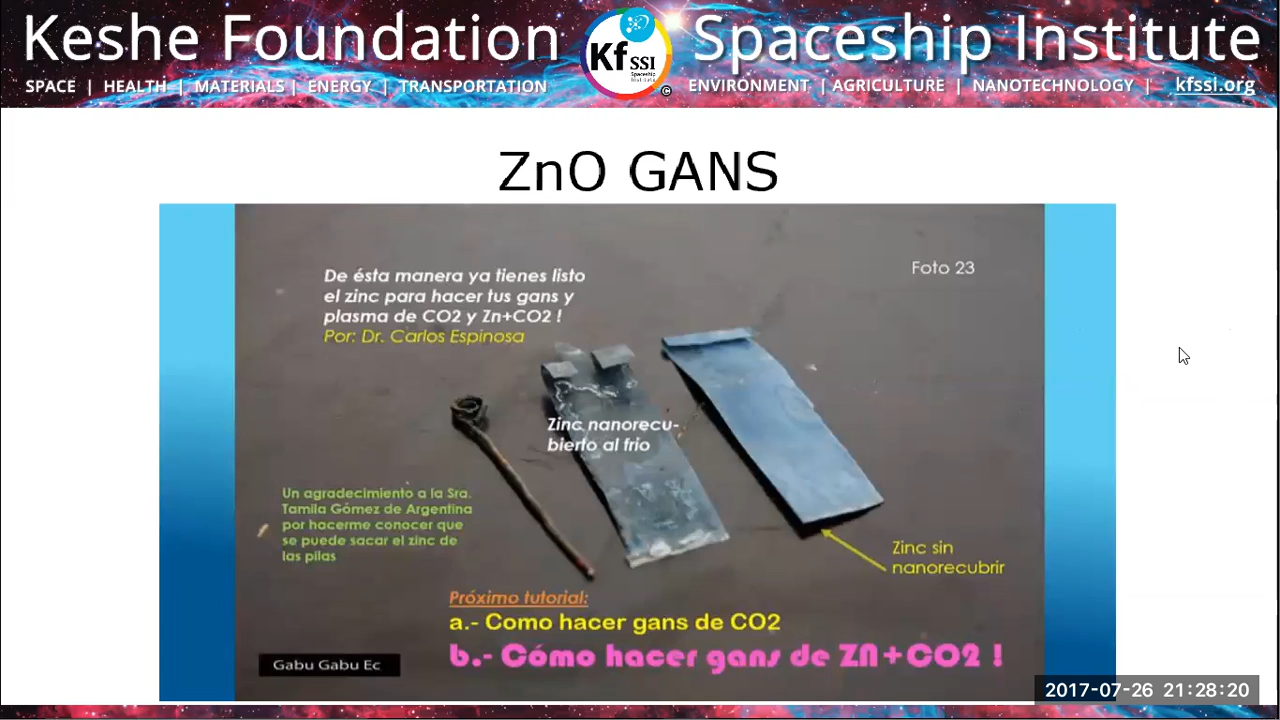 Keshe Foundation Spaceship Institute
Kf SSI
Spaceship
Institute
©
SPACE | HEALTH | MATERIALS | ENERGY | TRANSPORTATION
ENVIRONMENT | AGRICULTURE | NANOTECHNOLOGY | kfssi.org
ZnO GANS
De ésta manera ya tienes listo
el zinc para hacer tus gans y
plasma de CO2 y Zn+CO2 !
Por: Dr. Carlos Espinosa
Foto 23
Zinc nanorecu-
bierto al frio
Un agradecimiento a la Sra.
Tamila Gómez de Argentina
por hacerme conocer que
se puede sacar el zinc de
las pilas
Zinc sin
nanorecubrir
Próximo tutorial:
a.- Como hacer gans de CO2
b.- Cómo hacer gans de ZN+CO2 !
Gabu Gabu Ec
2017-07-26 21:28:20